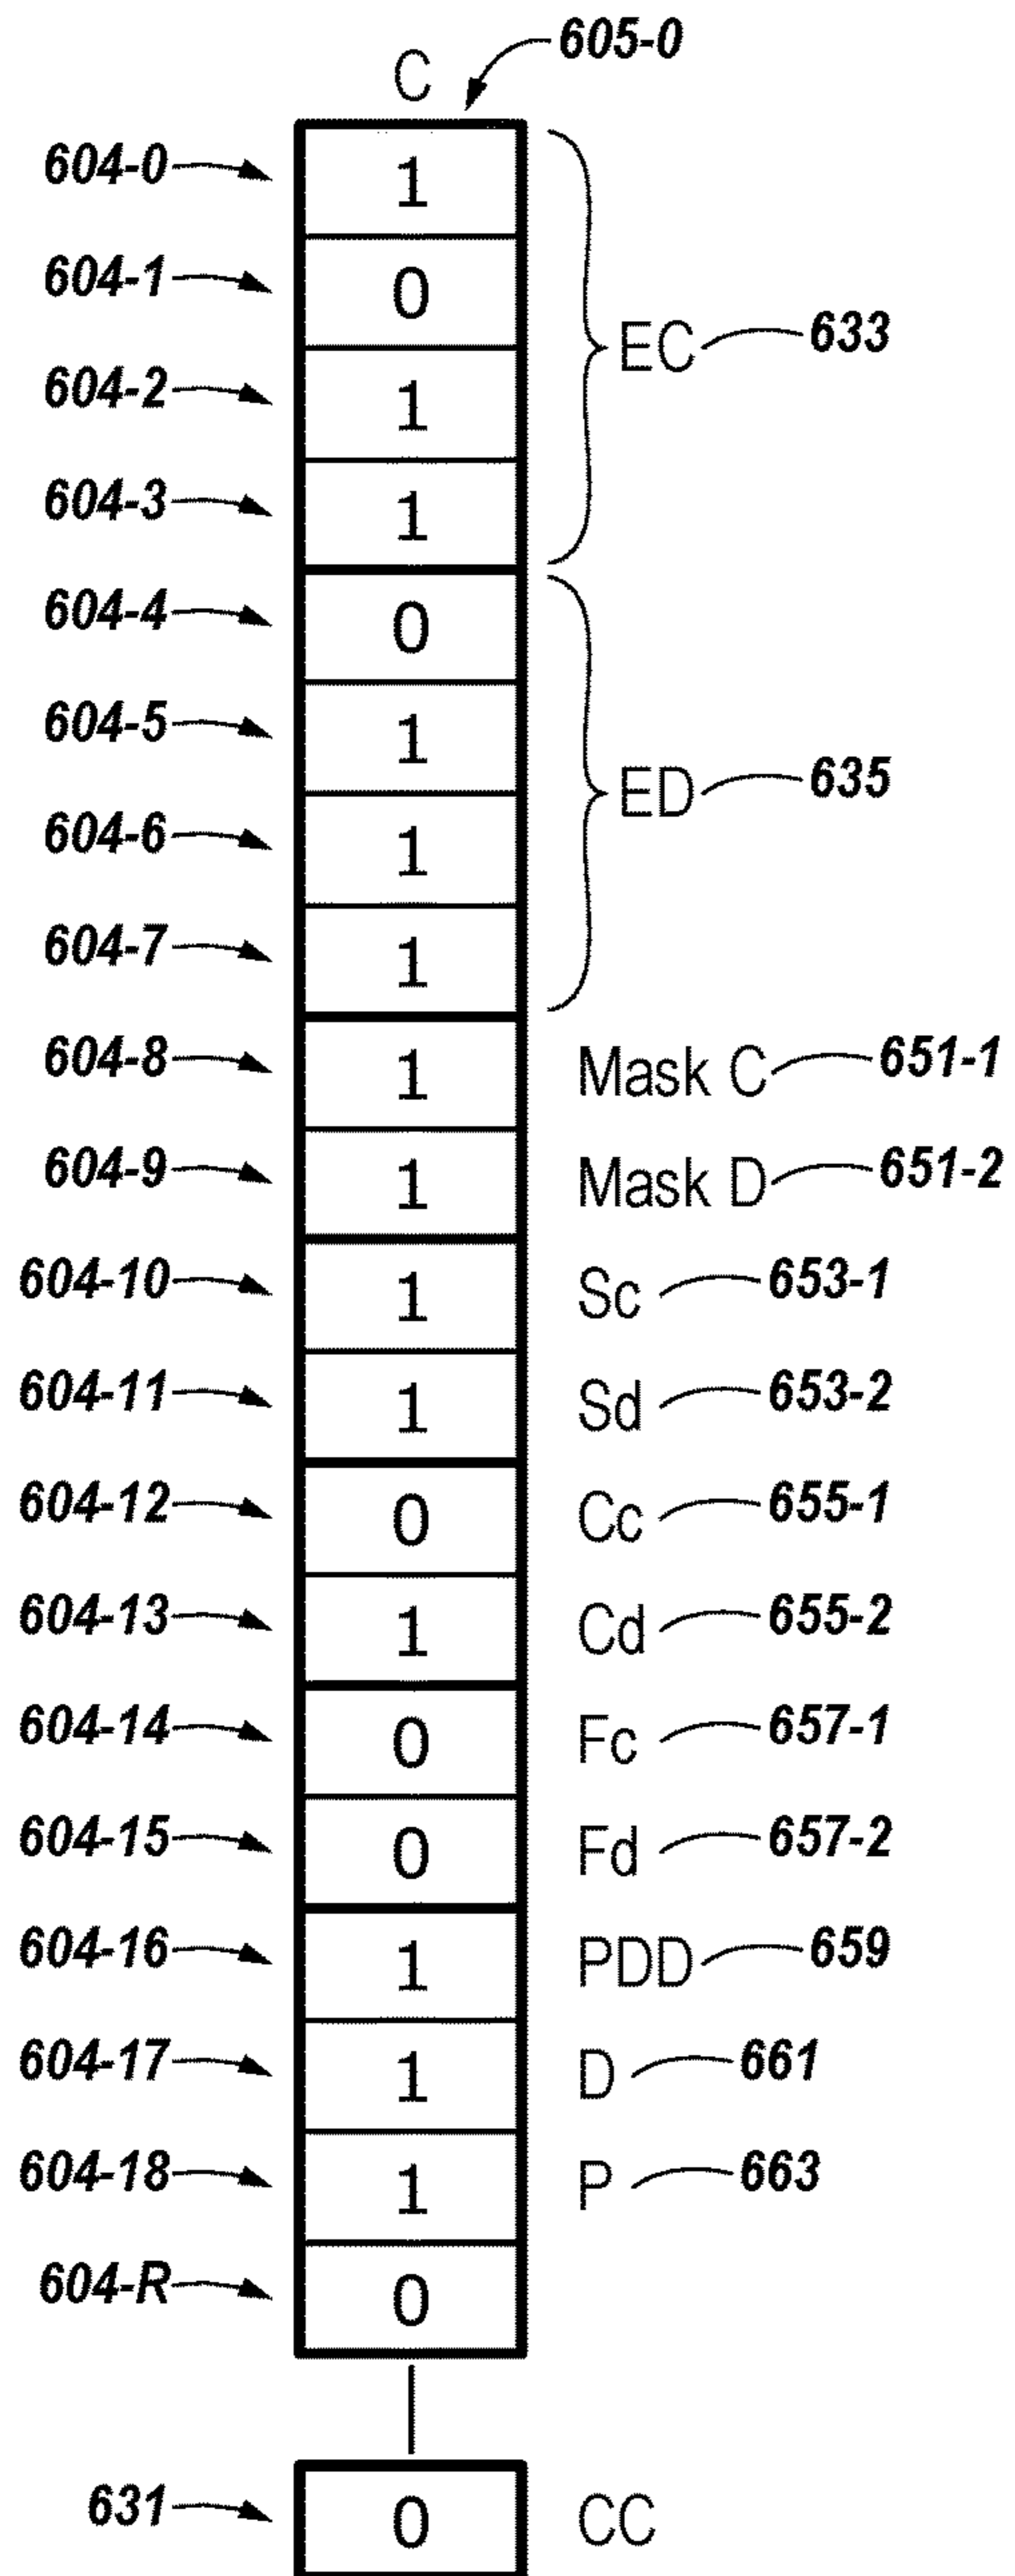 605-0
C
604-0 1
604-1 0
EC 633
604-2 1
604-3 1
604-4 0
604-5 1
ED 635
604-6 1
604-7 1
604-8 1 Mask C 651-1
604-9 1 Mask D 651-2
604-10 1 Sc 653-1
604-11 1 Sd 653-2
604-12 0 Cc 655-1
604-13 1 Cd 655-2
604-14 0 Fc 657-1
604-15 0 Fd 657-2
604-16 1 PDD 659
604-17 1 D 661
604-18 1 P 663
604-R 0
631 0 CC